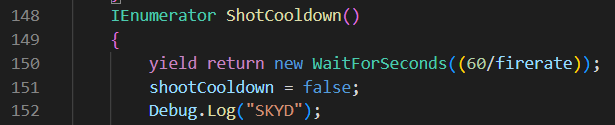 148 IEnumerator ShotCooldown()
149 {
150 yield return new WaitForSeconds((60/firerate));
151 shootCooldown = false;
152 Debug.Log("SKYD");